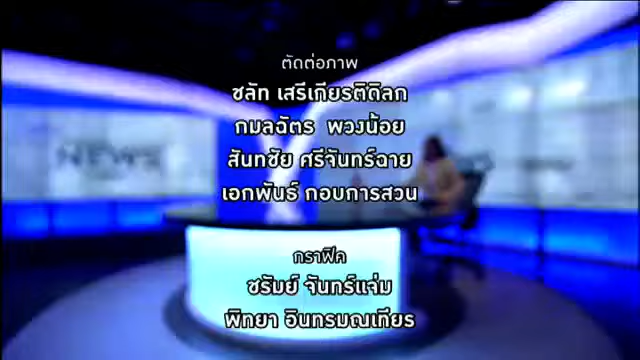 ตัดต่อภาพ
ชลัท เสรีเกียรติดิลก
กมลฉัตร พวงน้อย
สันทชัย ศรีจันทร์ฉาย
เอกพันธ์ กอบการสวน
NEWS
กราฟิค
ชรัมย์ จันทร์แจ่ม
พิทยา อินทรมณเฑียร